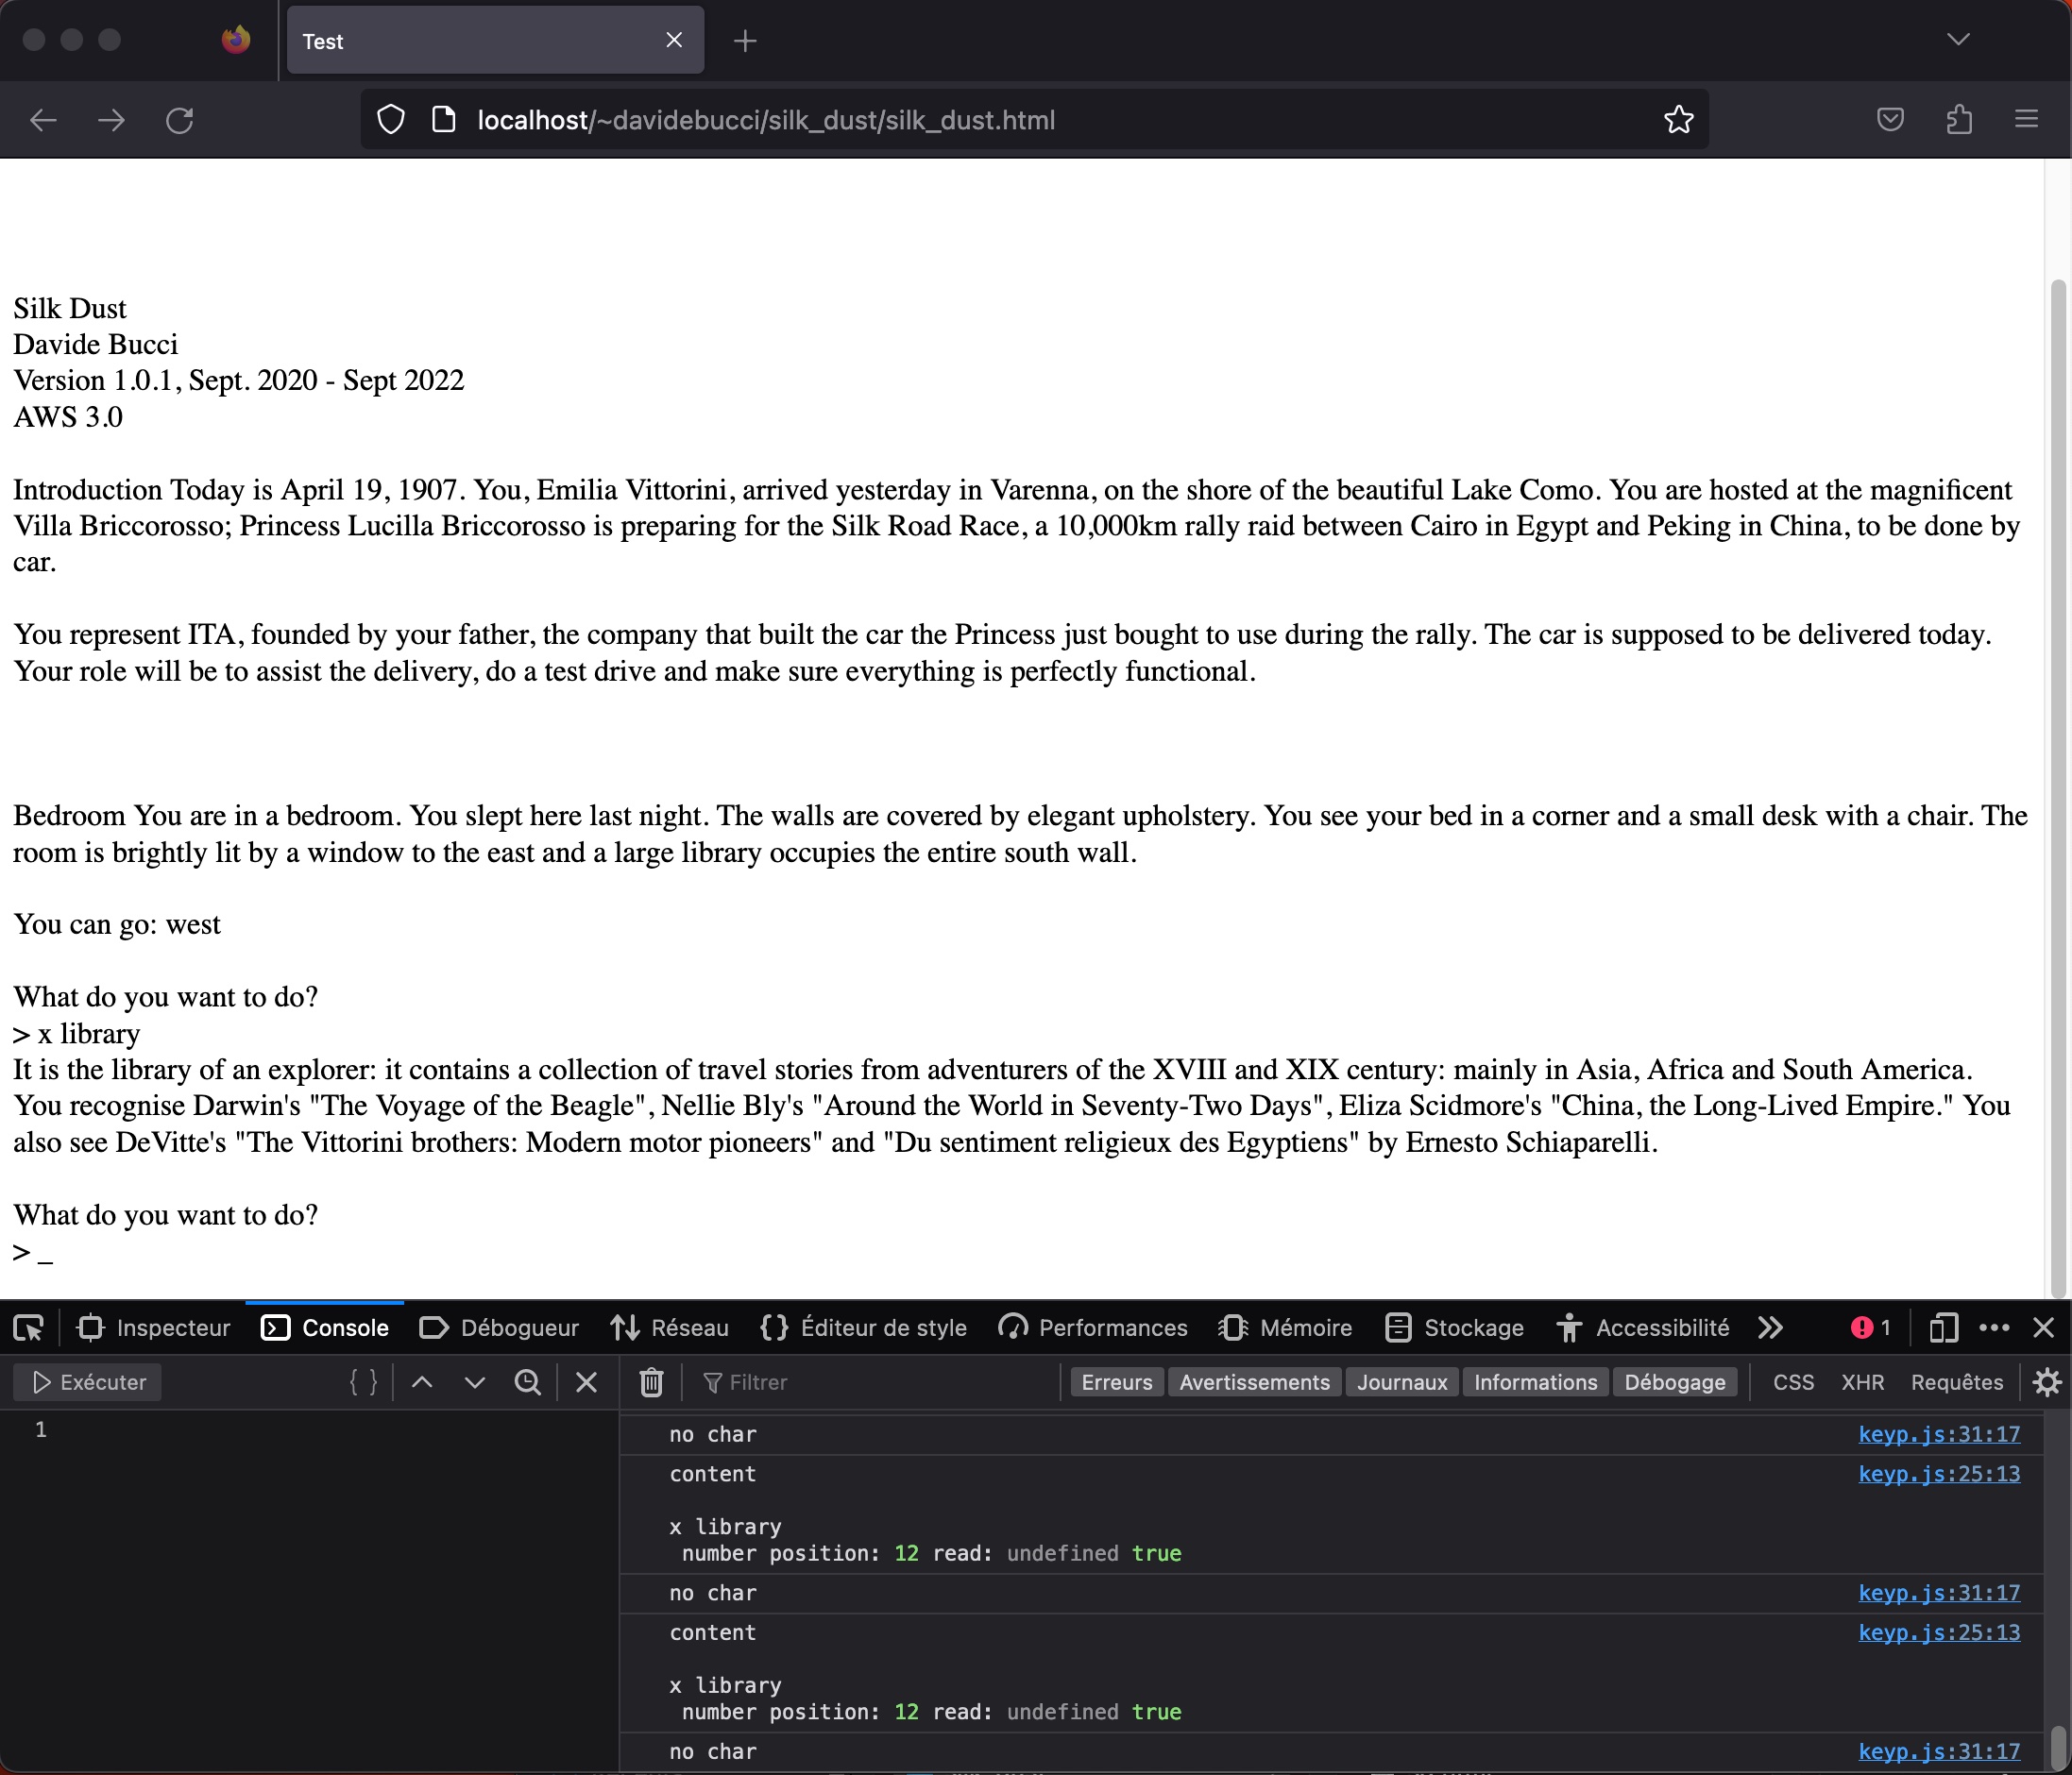 Test
localhost/~davidebucci/silk_dust/silk_dust.html
Silk Dust
Davide Bucci
Version 1.0.1, Sept. 2020 - Sept 2022
AWS 3.0
Introduction Today is April 19, 1907. You, Emilia Vittorini, arrived yesterday in Varenna, on the shore of the beautiful Lake Como. You are hosted at the magnificent
Villa Briccorosso; Princess Lucilla Briccorosso is preparing for the Silk Road Race, a 10,000km rally raid between Cairo in Egypt and Peking in China, to be done by
car.
You represent ITA, founded by your father, the company that built the car the Princess just bought to use during the rally. The car is supposed to be delivered today.
Your role will be to assist the delivery, do a test drive and make sure everything is perfectly functional.
Bedroom You are in a bedroom. You slept here last night. The walls are covered by elegant upholstery. You see your bed in a corner and a small desk with a chair. The
room is brightly lit by a window to the east and a large library occupies the entire south wall.
You can go: west
What do you want to do?
> x library
It is the library of an explorer: it contains a collection of travel stories from adventurers of the XVIII and XIX century: mainly in Asia, Africa and South America.
You recognise Darwin's "The Voyage of the Beagle", Nellie Bly's "Around the World in Seventy-Two Days", Eliza Scidmore's "China, the Long-Lived Empire." You
also see DeVitte's "The Vittorini brothers: Modern motor pioneers" and "Du sentiment religieux des Egyptiens" by Ernesto Schiaparelli.
What do you want to do?
> _
Inspecteur Console Débogueur Réseau {} Éditeur de style Performances Mémoire Stockage Accessibilité 1
Exécuter { } Filtrer Erreurs Avertissements Journaux Informations Débogage CSS XHR Requêtes
1
no char keyp.js:31:17
content keyp.js:25:13
x library
number position: 12 read: undefined true
no char keyp.js:31:17
content keyp.js:25:13
x library
number position: 12 read: undefined true
no char keyp.js:31:17